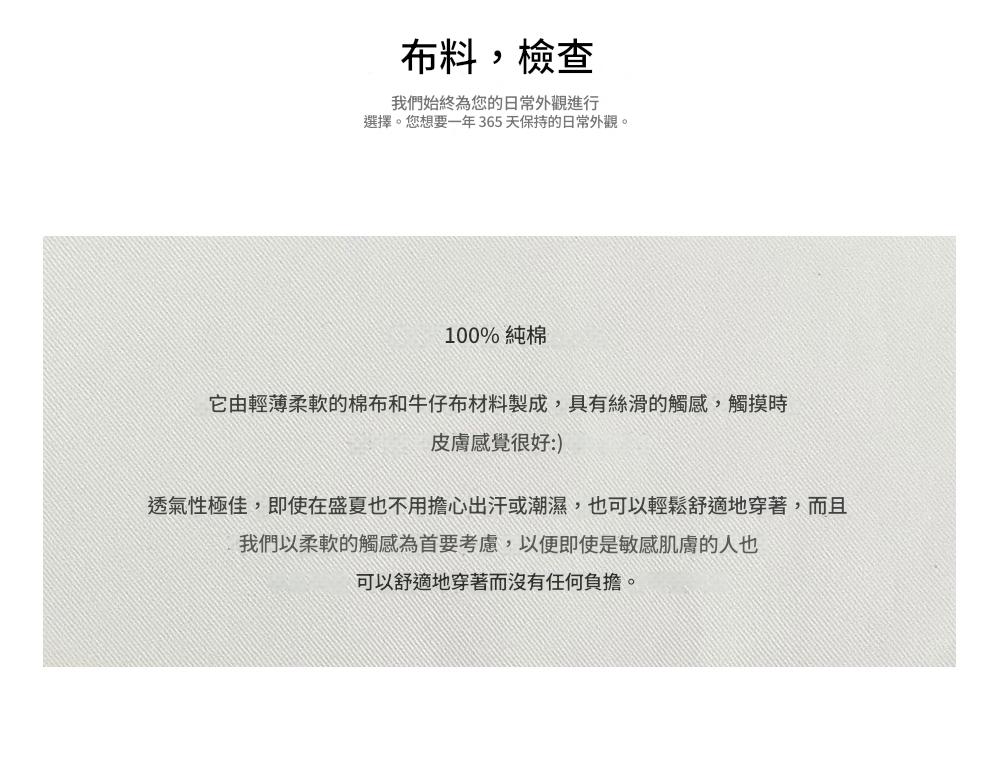 布料，檢查
我們始終為您的日常外觀進行
選擇。您想要一年 365 天保持的日常外觀。
100% 純棉
它由輕薄柔軟的棉布和牛仔布材料製成，具有絲滑的觸感，觸摸時
皮膚感覺很好:)
透氣性極佳，即使在盛夏也不用擔心出汗或潮濕，也可以輕鬆舒適地穿著，而且
我們以柔軟的觸感為首要考慮，以便即使是敏感肌膚的人也
可以舒適地穿著而沒有任何負擔。